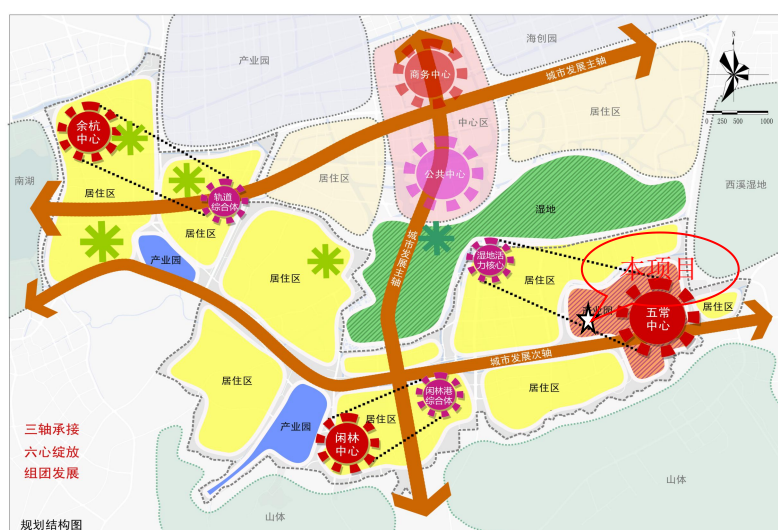 海创园
产业园
商务中心
城市发展主轴
N
0 250 500 1000
余杭
中心
中心区
居住区
南湖
居住区
轨道
综合体
居住区
公共中心
西溪湿地
居住区
湿地
城市发展主轴
产业园
居住区
湿地活
力核心
居住区
本项目
产业园
五常
中心
居住区
城市发展次轴
居住区
居住区
闲林港
综合体
居住区
产业园
闲林
中心
三轴承接
六心绽放
组团发展
山体
山体
规划结构图